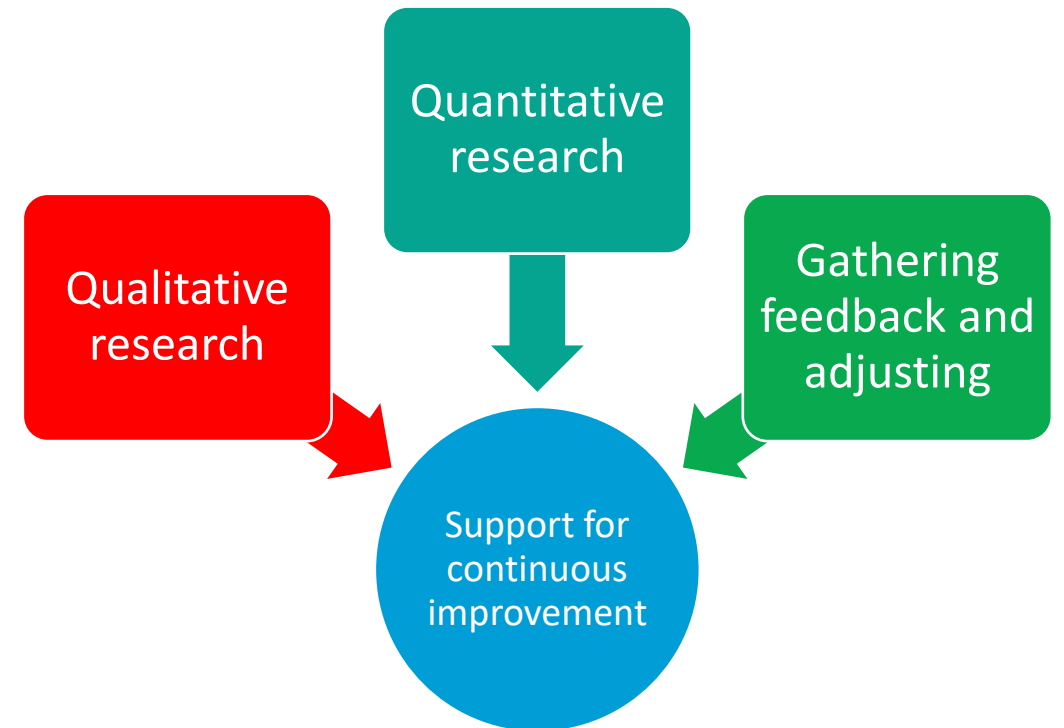 Quantitative
research
Qualitative
research
Gathering
feedback and
adjusting
Support for
continuous
improvement